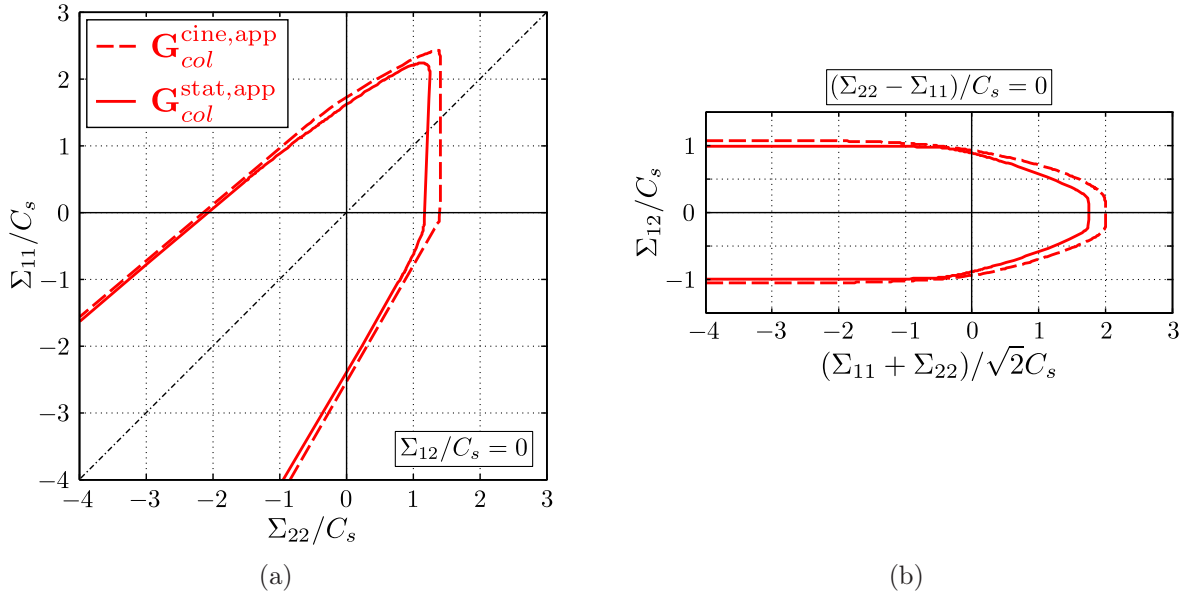 3
2
1
0
−1
−2
−3
−4
−4 −3 −2 −1 0 1 2 3
Σ11/Cs
Σ22/Cs
G_col^cine,app
G_col^stat,app
Σ12/Cs = 0
(a)
(Σ22 − Σ11)/Cs = 0
1
0
1
−4 −3 −2 −1 0 1 2 3
Σ12/Cs
(Σ11 + Σ22)/√2Cs
(b)